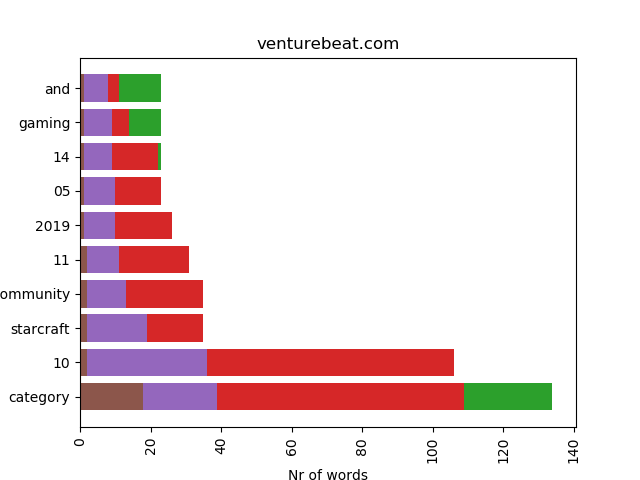 venturebeat.com
and
gaming
14
05
2019
11
ommunity
starcraft
10
category
0 20 40 60 80 100 120 140
Nr of words